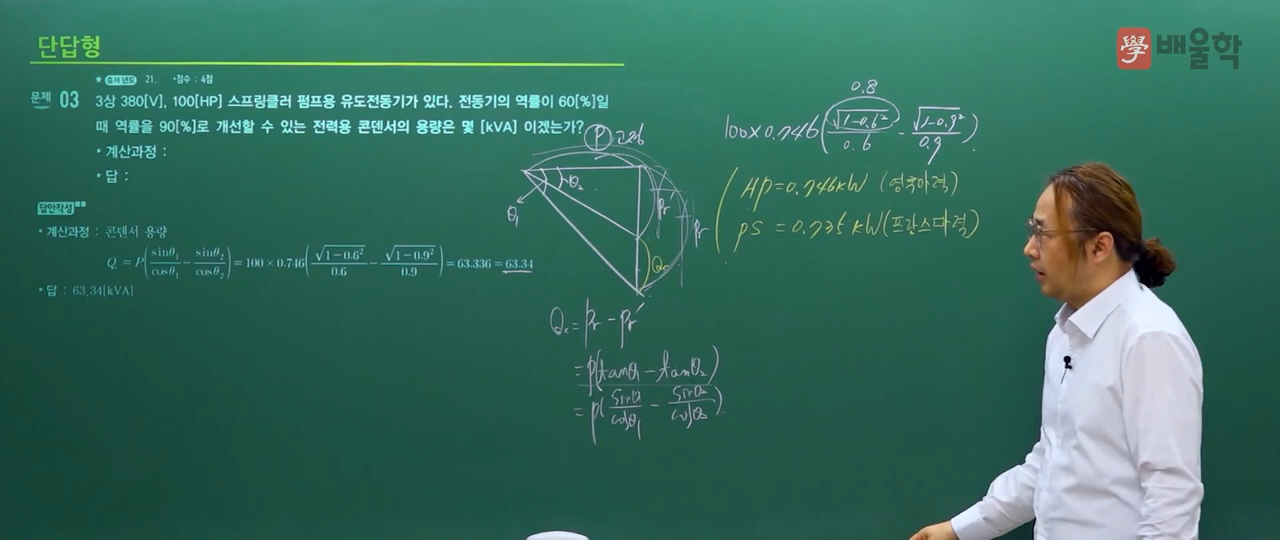 단답형
學 배울학
★ 출제년도 21. •점수 : 4점
문제 03 3상 380[V], 100[HP] 스프링클러 펌프용 유도전동기가 있다. 전동기의 역률이 60[%]일
때 역률을 90[%]로 개선할 수 있는 전력용 콘덴서의 용량은 몇 [kVA] 이겠는가?
• 계산과정 :
• 답 :
답안작성
• 계산과정 : 콘덴서 용량
Q = P(sinθ₁/cosθ₁ − sinθ₂/cosθ₂) = 100 × 0.746(√(1−0.6²)/0.6 − √(1−0.9²)/0.9) = 63.336 = 63.34
• 답 : 63.34[kVA]
P
θ₂
θ₁
Pr'
Pr
Qc
Qc = Pr − Pr'
= P(tanθ₁ − tanθ₂)
= P(sinθ₁/cosθ₁ − sinθ₂/cosθ₂)
0.8
100×0.746(√(1−0.6²)/0.6 − √(1−0.9²)/0.9)
HP = 0.746kW (영국마력)
PS = 0.735kW (프랑스마력)